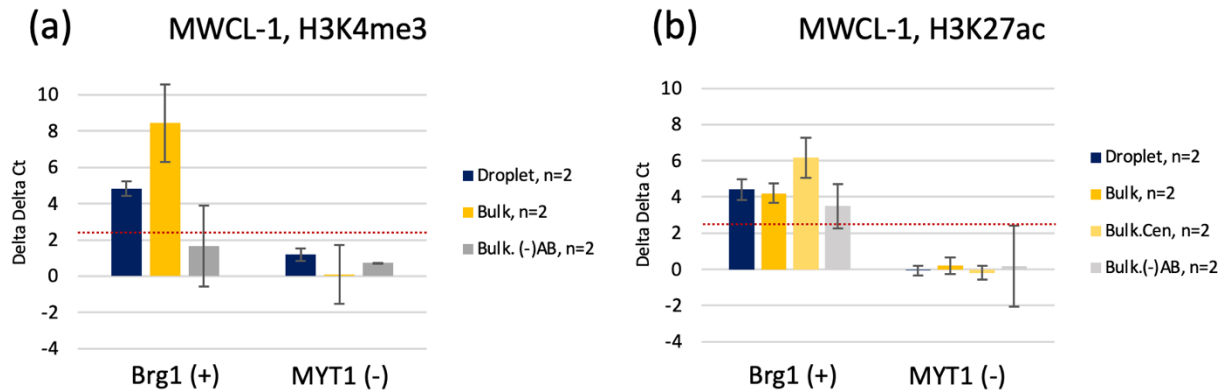 (a) MWCL-1, H3K4me3
Delta Delta Ct
10
8
6
4
2
0
-2
-4
Brg1 (+) MYT1 (-)
Droplet, n=2
Bulk, n=2
Bulk. (-)AB, n=2
(b) MWCL-1, H3K27ac
Delta Delta Ct
10
8
6
4
2
0
-2
-4
Brg1 (+) MYT1 (-)
Droplet, n=2
Bulk, n=2
Bulk.Cen, n=2
Bulk.(-)AB, n=2